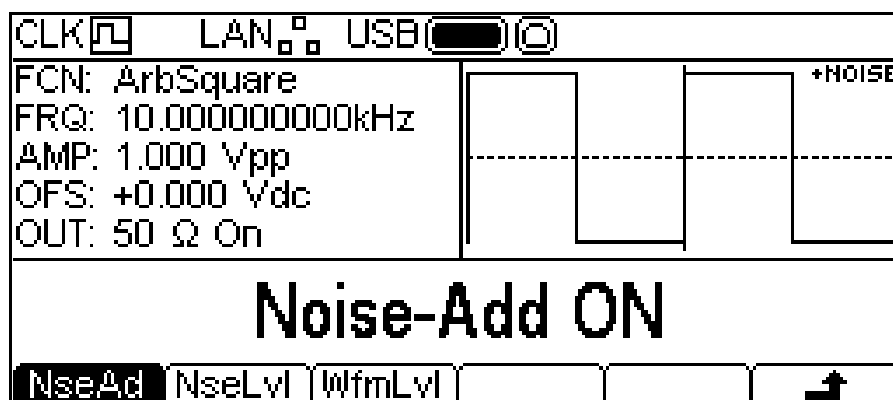 CLK LAN USB
FCN: ArbSquare
+NOISE
FRQ: 10.000000000kHz
AMP: 1.000 Vpp
OFS: +0.000 Vdc
OUT: 50 Ω On
Noise-Add ON
NseAd NseLvl WfmLvl